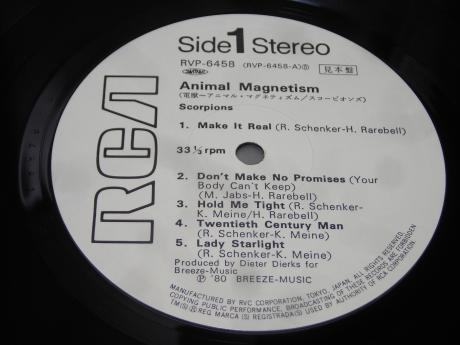 Side 1 Stereo
RVP-6458 (RVP-6458-A)
見本盤
Animal Magnetism
(電獣〜アニマル・マグネティズム/スコーピオンズ)
Scorpions
1. Make It Real (R. Schenker-H. Rarebell)
33 1/3 rpm
2. Don't Make No Promises (Your
Body Can't Keep)
(M. Jabs-H. Rarebell)
3. Hold Me Tight (R. Schenker-
K. Meine/H. Rarebell)
4. Twentieth Century Man
(R. Schenker-K. Meine)
5. Lady Starlight
(R. Schenker-K. Meine)
Produced by Dieter Dierks for
Breeze-Music
Ⓟ '80 BREEZE-MUSIC
MANUFACTURED BY RVC CORPORATION, TOKYO, JAPAN. ALL RIGHTS RESERVED.
COPYING PUBLIC PERFORMANCE, BROADCASTING OF THESE RECORDS ARE FORBIDDEN
TM(S)® REG. MARCA(S) REGISTRADA(S) USED BY AUTHORITY OF RCA CORPORATION
RCA